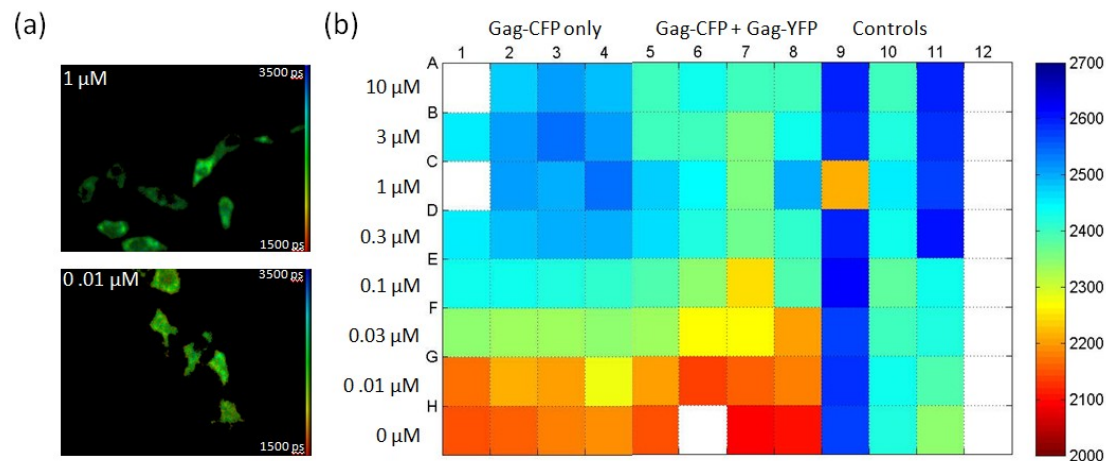 (a)
1 μM
3500 ps
1500 ps
0 .01 μM
3500 ps
1500 ps
(b)
Gag-CFP only Gag-CFP + Gag-YFP Controls
1 2 3 4 5 6 7 8 9 10 11 12
A
10 μM
B
3 μM
C
1 μM
D
0.3 μM
E
0.1 μM
F
0.03 μM
G
0 .01 μM
H
0 μM
2700
2600
2500
2400
2300
2200
2100
2000